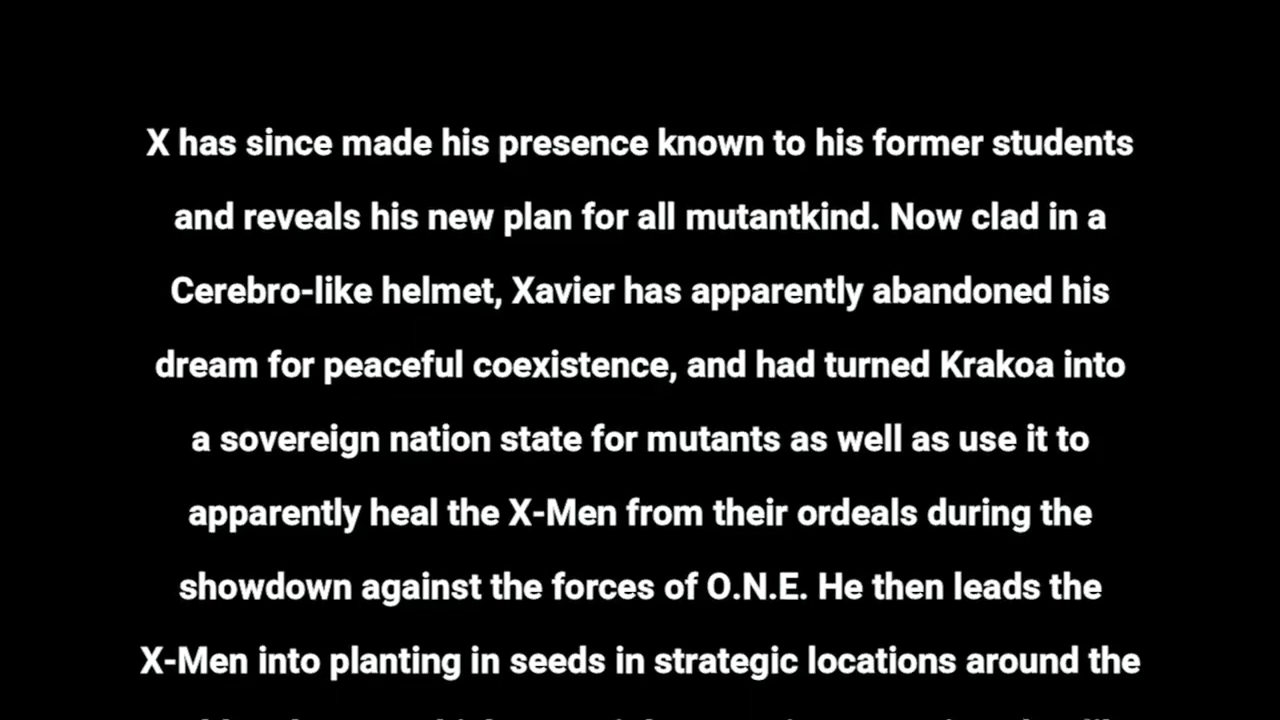 X has since made his presence known to his former students
and reveals his new plan for all mutantkind. Now clad in a
Cerebro-like helmet, Xavier has apparently abandoned his
dream for peaceful coexistence, and had turned Krakoa into
a sovereign nation state for mutants as well as use it to
apparently heal the X-Men from their ordeals during the
showdown against the forces of O.N.E. He then leads the
X-Men into planting in seeds in strategic locations around the